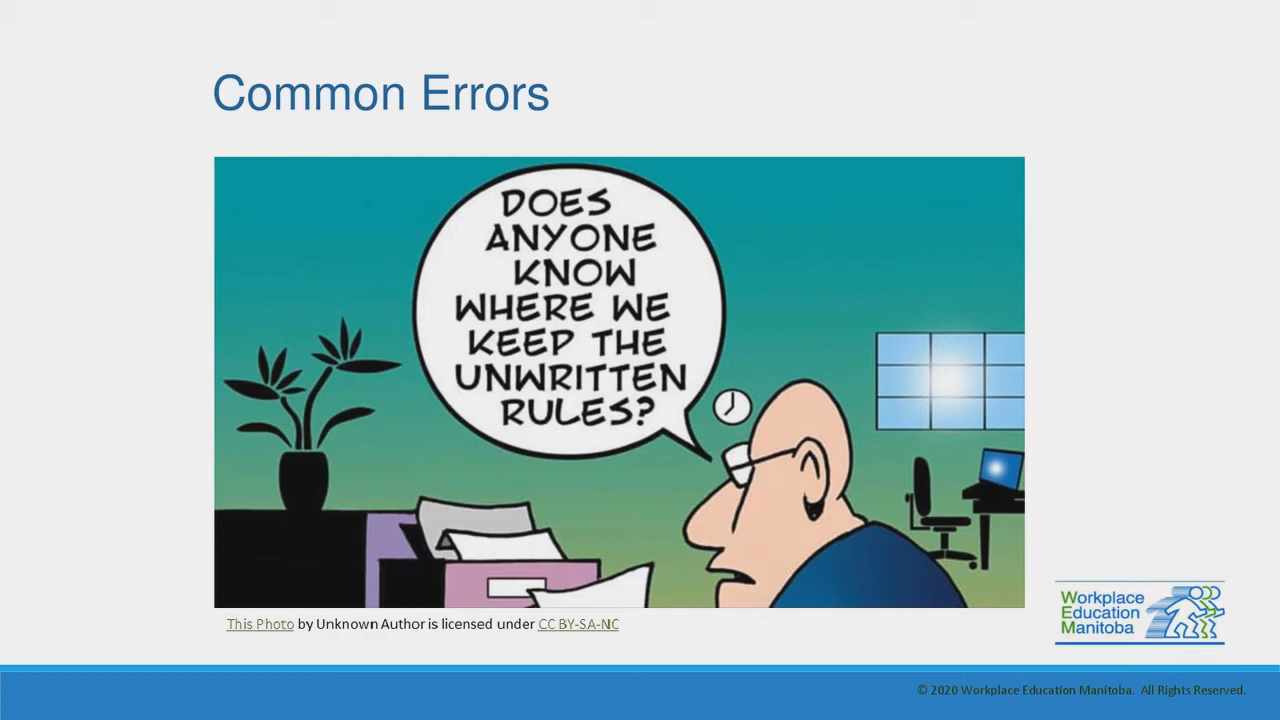 Common Errors
DOES
ANYONE
KNOW
WHERE WE
KEEP THE
UNWRITTEN
RULES?
This Photo by Unknown Author is licensed under CC BY-SA-NC
Workplace
Education
Manitoba
© 2020 Workplace Education Manitoba. All Rights Reserved.